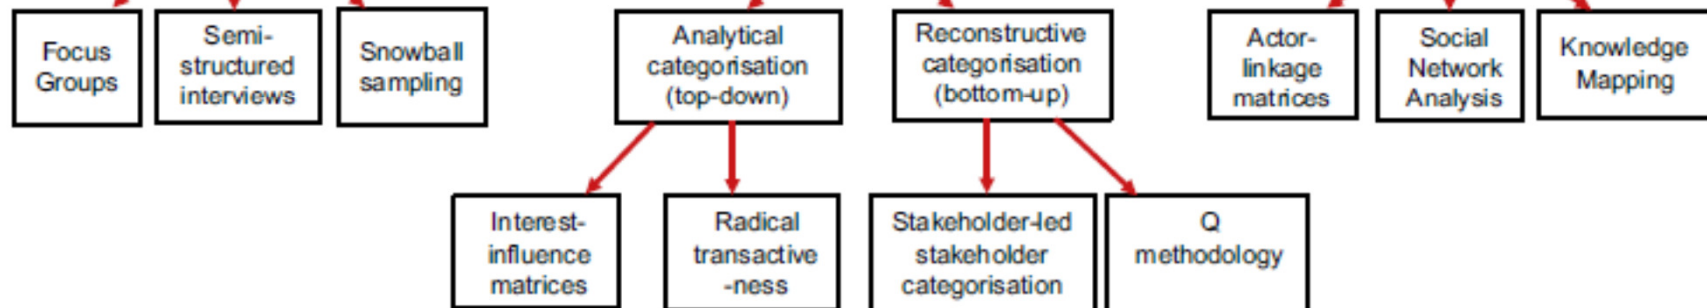 Focus
Groups
Semi-
structured
interviews
Snowball
sampling
Analytical
categorisation
(top-down)
Reconstructive
categorisation
(bottom-up)
Actor-
linkage
matrices
Social
Network
Analysis
Knowledge
Mapping
Interest-
influence
matrices
Radical
transactive
-ness
Stakeholder-led
stakeholder
categorisation
Q
methodology